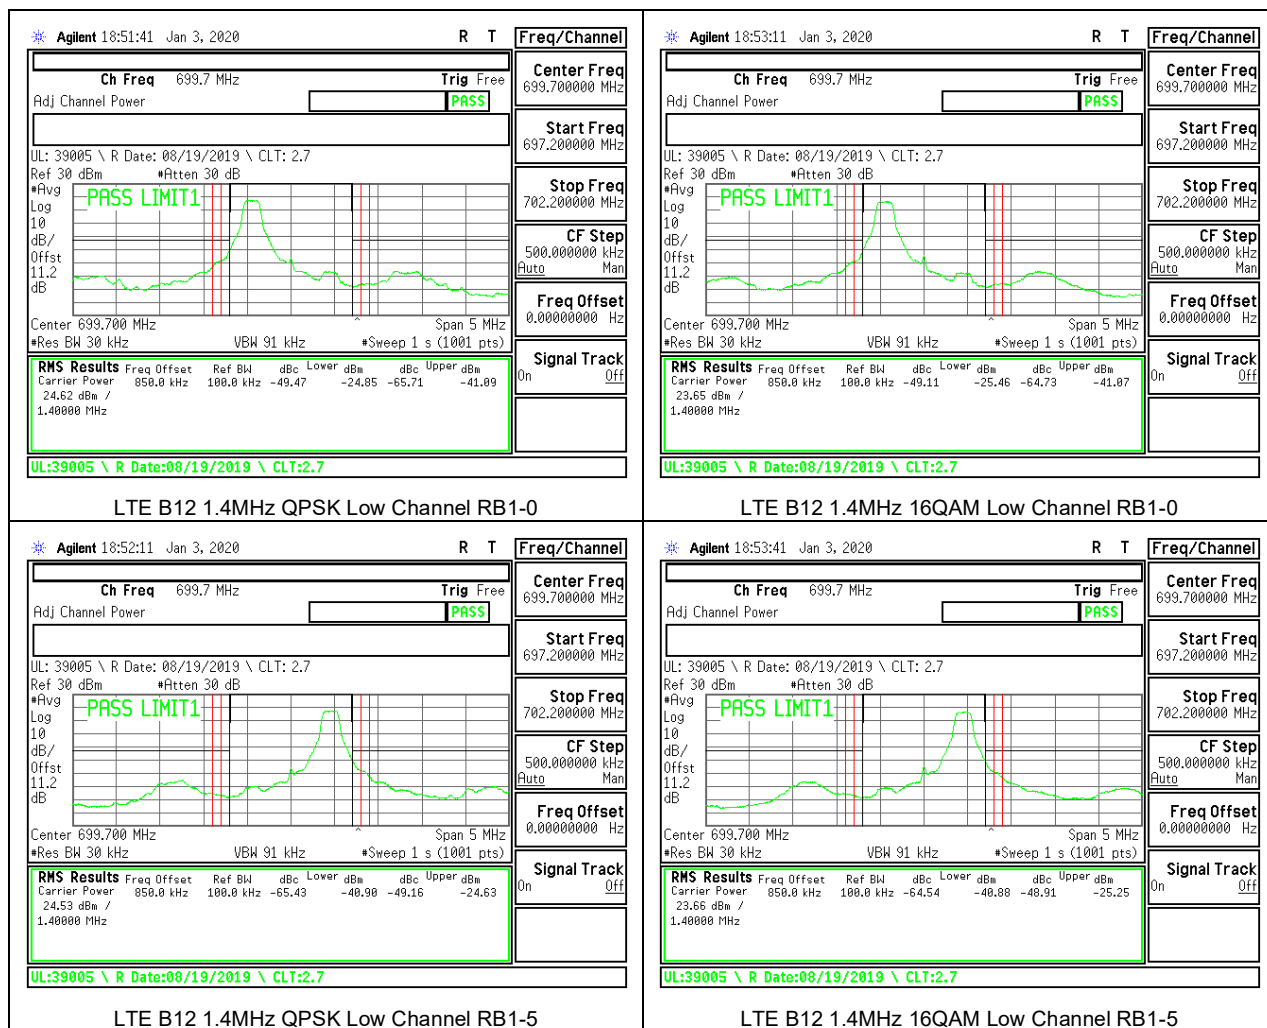 Agilent 18:51:41 Jan 3, 2020 R T Freq/Channel
Ch Freq 699.7 MHz Trig Free
Adj Channel Power PASS
UL: 39005 \ R Date: 08/19/2019 \ CLT: 2.7
Ref 30 dBm #Atten 30 dB
#Avg
Log
10
dB/
Offst
11.2
dB
PASS LIMIT1
Center 699.700 MHz Span 5 MHz
#Res BW 30 kHz VBW 91 kHz #Sweep 1 s (1001 pts)
RMS Results Freq Offset Ref BW dBc Lower dBm dBc Upper dBm
Carrier Power 850.0 kHz 100.0 kHz -49.47 -24.85 -65.71 -41.09
24.62 dBm /
1.40000 MHz
UL:39005 \ R Date:08/19/2019 \ CLT:2.7
Center Freq
699.700000 MHz
Start Freq
697.200000 MHz
Stop Freq
702.200000 MHz
CF Step
500.000000 kHz
Auto Man
Freq Offset
0.00000000 Hz
Signal Track
On Off
LTE B12 1.4MHz QPSK Low Channel RB1-0
Agilent 18:53:11 Jan 3, 2020 R T Freq/Channel
Ch Freq 699.7 MHz Trig Free
Adj Channel Power PASS
UL: 39005 \ R Date: 08/19/2019 \ CLT: 2.7
Ref 30 dBm #Atten 30 dB
#Avg
Log
10
dB/
Offst
11.2
dB
PASS LIMIT1
Center 699.700 MHz Span 5 MHz
#Res BW 30 kHz VBW 91 kHz #Sweep 1 s (1001 pts)
RMS Results Freq Offset Ref BW dBc Lower dBm dBc Upper dBm
Carrier Power 850.0 kHz 100.0 kHz -49.11 -25.46 -64.73 -41.07
23.65 dBm /
1.40000 MHz
UL:39005 \ R Date:08/19/2019 \ CLT:2.7
Center Freq
699.700000 MHz
Start Freq
697.200000 MHz
Stop Freq
702.200000 MHz
CF Step
500.000000 kHz
Auto Man
Freq Offset
0.00000000 Hz
Signal Track
On Off
LTE B12 1.4MHz 16QAM Low Channel RB1-0
Agilent 18:52:11 Jan 3, 2020 R T Freq/Channel
Ch Freq 699.7 MHz Trig Free
Adj Channel Power PASS
UL: 39005 \ R Date: 08/19/2019 \ CLT: 2.7
Ref 30 dBm #Atten 30 dB
#Avg
Log
10
dB/
Offst
11.2
dB
PASS LIMIT1
Center 699.700 MHz Span 5 MHz
#Res BW 30 kHz VBW 91 kHz #Sweep 1 s (1001 pts)
RMS Results Freq Offset Ref BW dBc Lower dBm dBc Upper dBm
Carrier Power 850.0 kHz 100.0 kHz -65.43 -40.90 -49.16 -24.63
24.53 dBm /
1.40000 MHz
UL:39005 \ R Date:08/19/2019 \ CLT:2.7
Center Freq
699.700000 MHz
Start Freq
697.200000 MHz
Stop Freq
702.200000 MHz
CF Step
500.000000 kHz
Auto Man
Freq Offset
0.00000000 Hz
Signal Track
On Off
LTE B12 1.4MHz QPSK Low Channel RB1-5
Agilent 18:53:41 Jan 3, 2020 R T Freq/Channel
Ch Freq 699.7 MHz Trig Free
Adj Channel Power PASS
UL: 39005 \ R Date: 08/19/2019 \ CLT: 2.7
Ref 30 dBm #Atten 30 dB
#Avg
Log
10
dB/
Offst
11.2
dB
PASS LIMIT1
Center 699.700 MHz Span 5 MHz
#Res BW 30 kHz VBW 91 kHz #Sweep 1 s (1001 pts)
RMS Results Freq Offset Ref BW dBc Lower dBm dBc Upper dBm
Carrier Power 850.0 kHz 100.0 kHz -64.54 -40.88 -48.91 -25.25
23.66 dBm /
1.40000 MHz
UL:39005 \ R Date:08/19/2019 \ CLT:2.7
Center Freq
699.700000 MHz
Start Freq
697.200000 MHz
Stop Freq
702.200000 MHz
CF Step
500.000000 kHz
Auto Man
Freq Offset
0.00000000 Hz
Signal Track
On Off
LTE B12 1.4MHz 16QAM Low Channel RB1-5